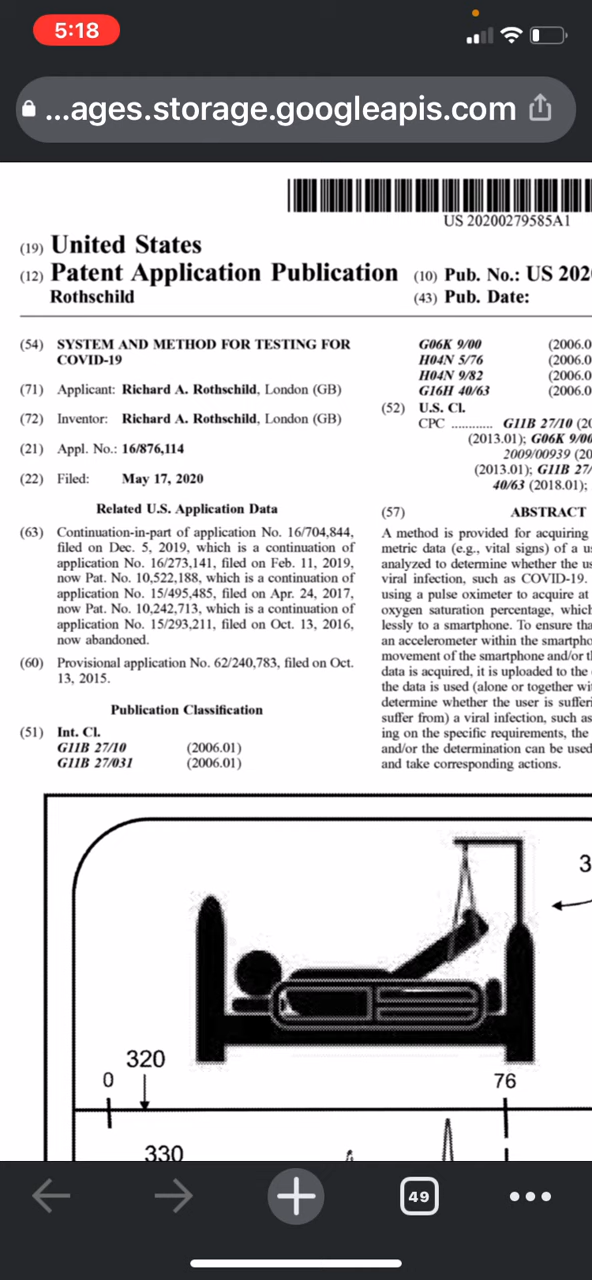 5:18
...ages.storage.googleapis.com
US 20200279585A1
(19) United States
(12) Patent Application Publication
Rothschild
(10) Pub. No.: US 202
(43) Pub. Date:
(54) SYSTEM AND METHOD FOR TESTING FOR
COVID-19
(71) Applicant: Richard A. Rothschild, London (GB)
(72) Inventor: Richard A. Rothschild, London (GB)
(21) Appl. No.: 16/876,114
(22) Filed: May 17, 2020
Related U.S. Application Data
(63) Continuation-in-part of application No. 16/704,844,
filed on Dec. 5, 2019, which is a continuation of
application No. 16/273,141, filed on Feb. 11, 2019,
now Pat. No. 10,522,188, which is a continuation of
application No. 15/495,485, filed on Apr. 24, 2017,
now Pat. No. 10,242,713, which is a continuation of
application No. 15/293,211, filed on Oct. 13, 2016,
now abandoned.
(60) Provisional application No. 62/240,783, filed on Oct.
13, 2015.
Publication Classification
(51) Int. Cl.
G11B 27/10 (2006.01)
G11B 27/031 (2006.01)
G06K 9/00 (2006.0
H04N 5/76 (2006.0
H04N 9/82 (2006.0
G16H 40/63 (2006.0
(52) U.S. Cl.
CPC ............ G11B 27/10 (20
(2013.01); G06K 9/00
2009/00939 (20
(2013.01); G11B 27/
40/63 (2018.01);
(57) ABSTRACT
A method is provided for acquiring
metric data (e.g., vital signs) of a us
analyzed to determine whether the us
viral infection, such as COVID-19.
using a pulse oximeter to acquire at
oxygen saturation percentage, which
lessly to a smartphone. To ensure tha
an accelerometer within the smartpho
movement of the smartphone and/or th
data is acquired, it is uploaded to the
the data is used (alone or together wi
determine whether the user is sufferi
suffer from) a viral infection, such as
ing on the specific requirements, the
and/or the determination can be used
and take corresponding actions.
3
320
0
76
330
49